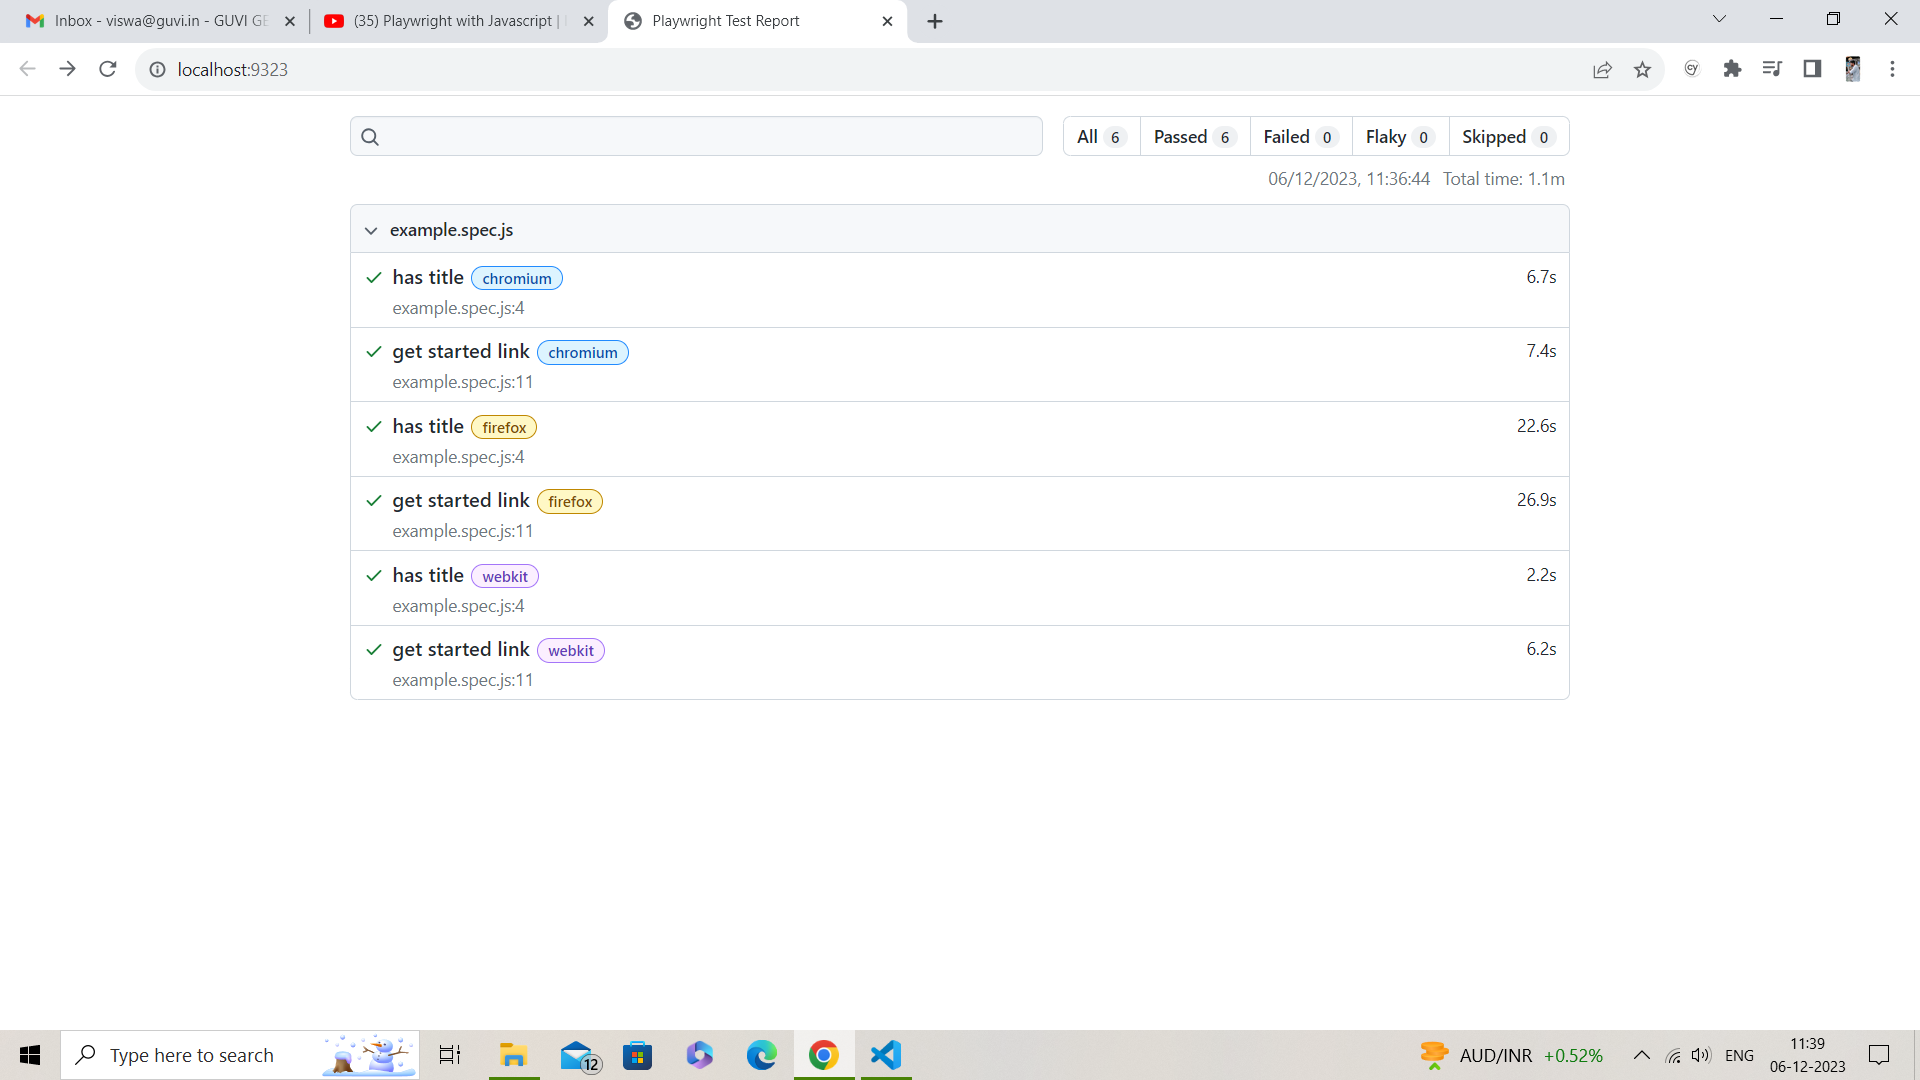 Inbox - viswa@guvi.in - GUVI GE
(35) Playwright with Javascript |
Playwright Test Report
localhost:9323
All 6
Passed 6
Failed 0
Flaky 0
Skipped 0
06/12/2023, 11:36:44 Total time: 1.1m
example.spec.js
has title chromium 6.7s
example.spec.js:4
get started link chromium 7.4s
example.spec.js:11
has title firefox 22.6s
example.spec.js:4
get started link firefox 26.9s
example.spec.js:11
has title webkit 2.2s
example.spec.js:4
get started link webkit 6.2s
example.spec.js:11
Type here to search
12
AUD/INR +0.52%
ENG
11:39
06-12-2023